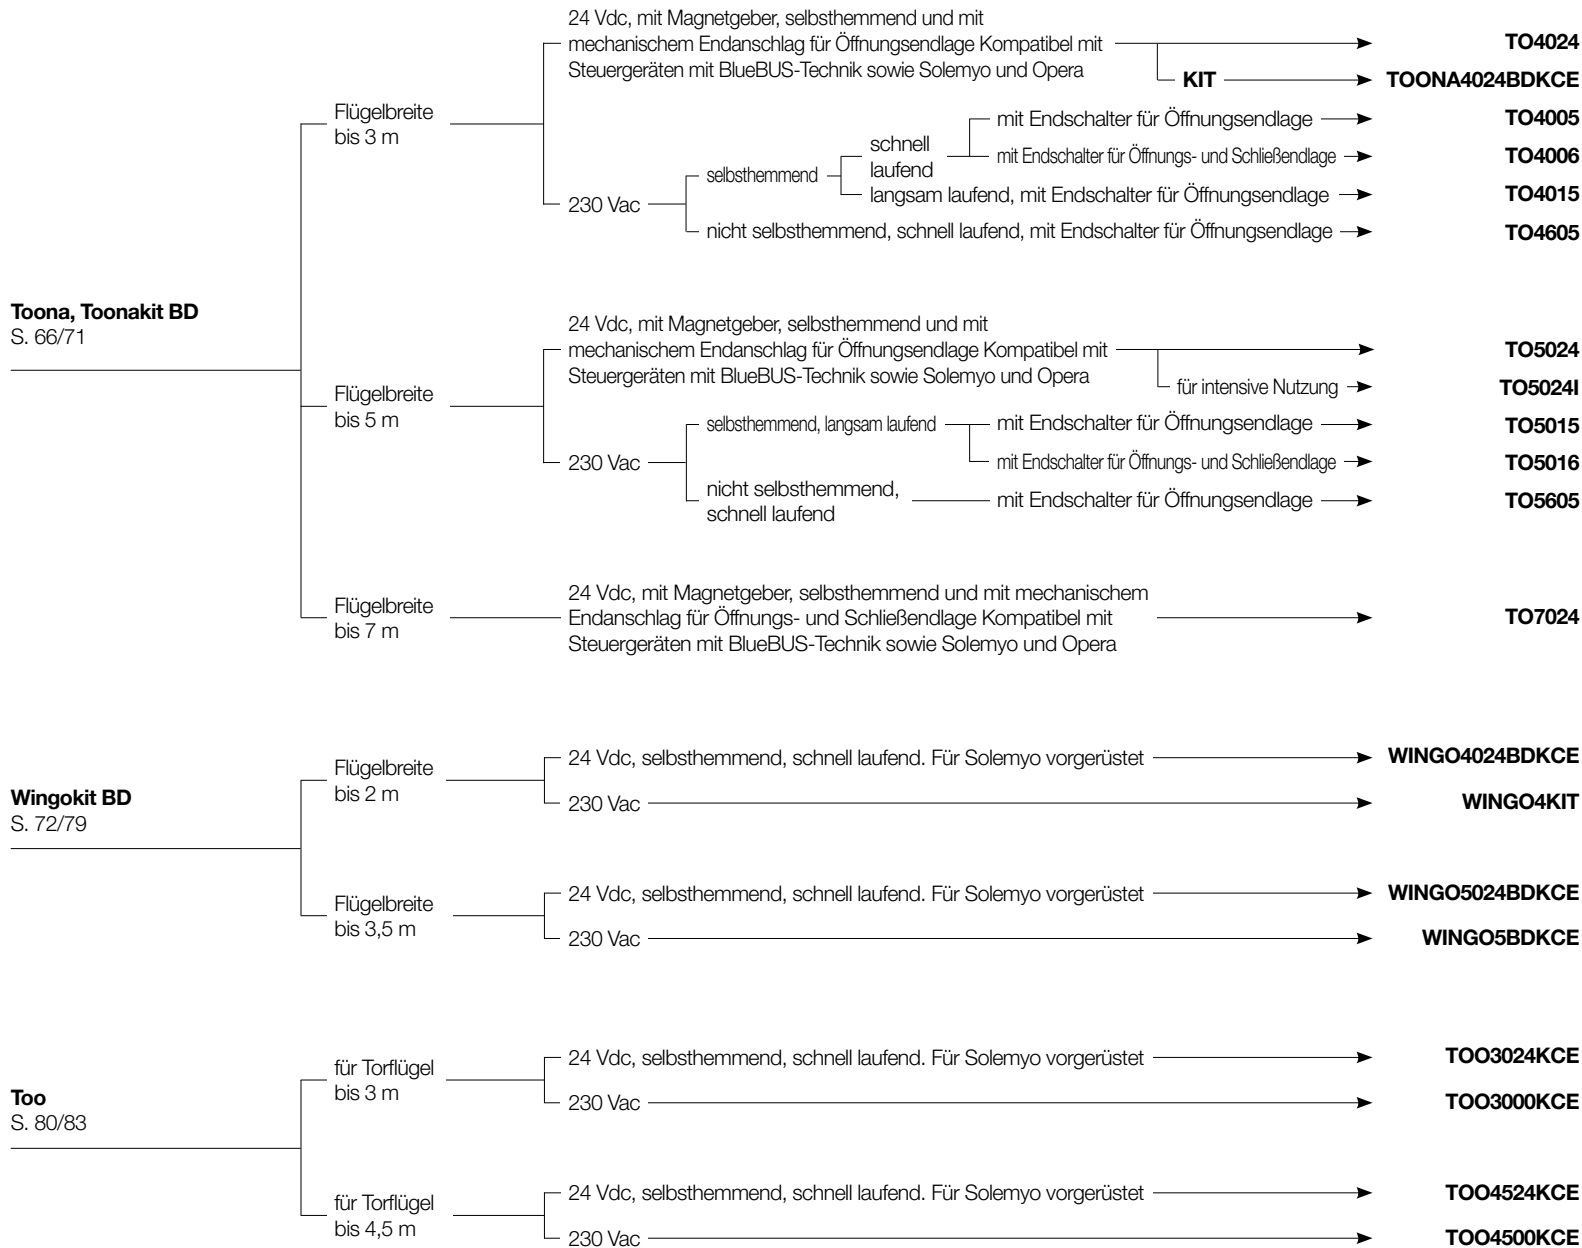 Toona, Toonakit BD
S. 66/71
Flügelbreite
bis 3 m
24 Vdc, mit Magnetgeber, selbsthemmend und mit
mechanischem Endanschlag für Öffnungsendlage Kompatibel mit
Steuergeräten mit BlueBUS-Technik sowie Solemyo und Opera
TO4024
KIT
TOONA4024BDKCE
230 Vac
selbsthemmend
schnell
laufend
mit Endschalter für Öffnungsendlage
TO4005
mit Endschalter für Öffnungs- und Schließendlage
TO4006
langsam laufend, mit Endschalter für Öffnungsendlage
TO4015
nicht selbsthemmend, schnell laufend, mit Endschalter für Öffnungsendlage
TO4605
Flügelbreite
bis 5 m
24 Vdc, mit Magnetgeber, selbsthemmend und mit
mechanischem Endanschlag für Öffnungsendlage Kompatibel mit
Steuergeräten mit BlueBUS-Technik sowie Solemyo und Opera
TO5024
für intensive Nutzung
TO5024I
230 Vac
selbsthemmend, langsam laufend
mit Endschalter für Öffnungsendlage
TO5015
mit Endschalter für Öffnungs- und Schließendlage
TO5016
nicht selbsthemmend,
schnell laufend
mit Endschalter für Öffnungsendlage
TO5605
Flügelbreite
bis 7 m
24 Vdc, mit Magnetgeber, selbsthemmend und mit mechanischem
Endanschlag für Öffnungs- und Schließendlage Kompatibel mit
Steuergeräten mit BlueBUS-Technik sowie Solemyo und Opera
TO7024
Wingokit BD
S. 72/79
Flügelbreite
bis 2 m
24 Vdc, selbsthemmend, schnell laufend. Für Solemyo vorgerüstet
WINGO4024BDKCE
230 Vac
WINGO4KIT
Flügelbreite
bis 3,5 m
24 Vdc, selbsthemmend, schnell laufend. Für Solemyo vorgerüstet
WINGO5024BDKCE
230 Vac
WINGO5BDKCE
Too
S. 80/83
für Torflügel
bis 3 m
24 Vdc, selbsthemmend, schnell laufend. Für Solemyo vorgerüstet
TOO3024KCE
230 Vac
TOO3000KCE
für Torflügel
bis 4,5 m
24 Vdc, selbsthemmend, schnell laufend. Für Solemyo vorgerüstet
TOO4524KCE
230 Vac
TOO4500KCE